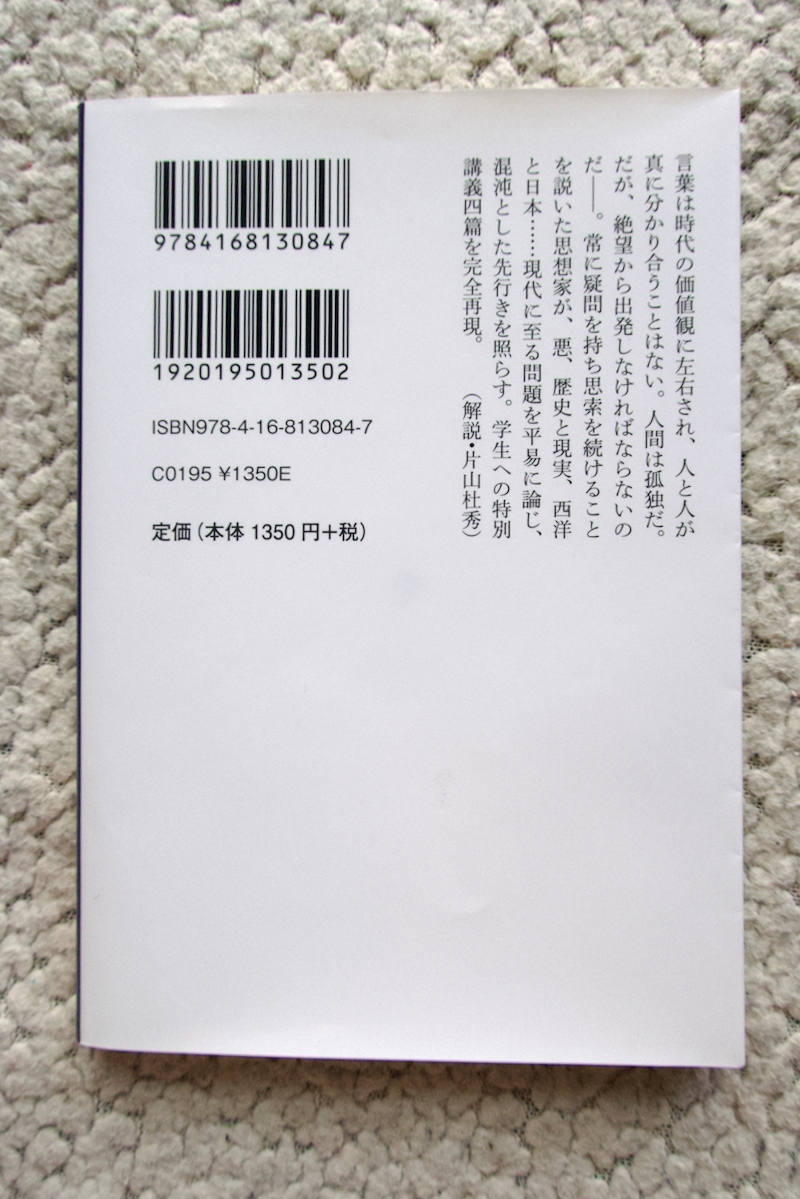 言葉は時代の価値観に左右され、人と人が
真に分かり合うことはない。人間は孤独だ。
だが、絶望から出発しなければならないの
だ――。常に疑問を持ち思索を続けること
を説いた思想家が、悪、歴史と現実、西洋
と日本……現代に至る問題を平易に論じ、
混沌とした先行きを照らす。学生への特別
講義四篇を完全再現。（解説・片山杜秀）
9784168130847
1920195013502
ISBN978-4-16-813084-7
C0195 ¥1350E
定価（本体 1350 円＋税）